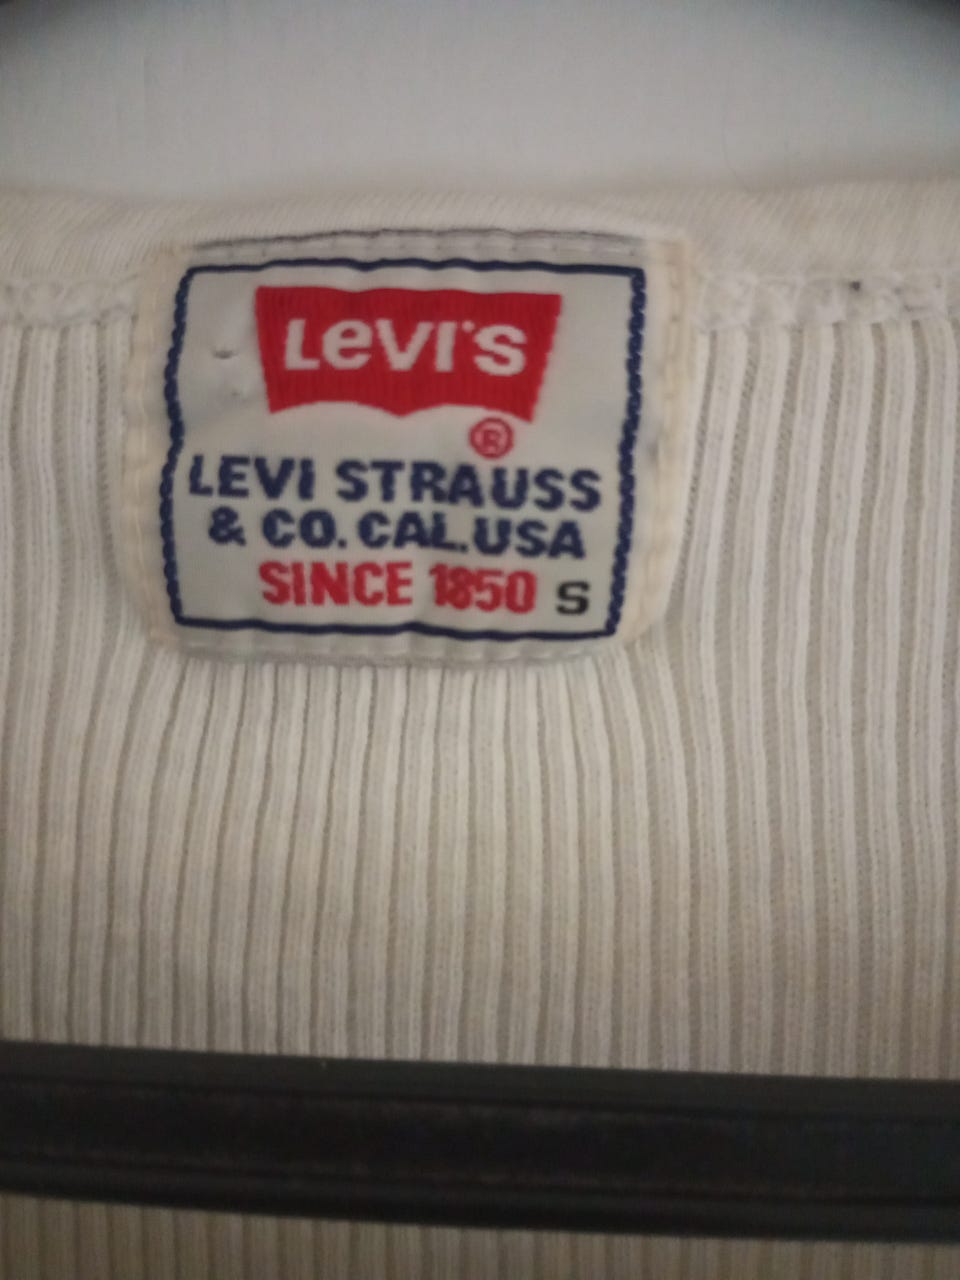 Levi's
®
LEVI STRAUSS
& CO. CAL. USA
SINCE 1850 S